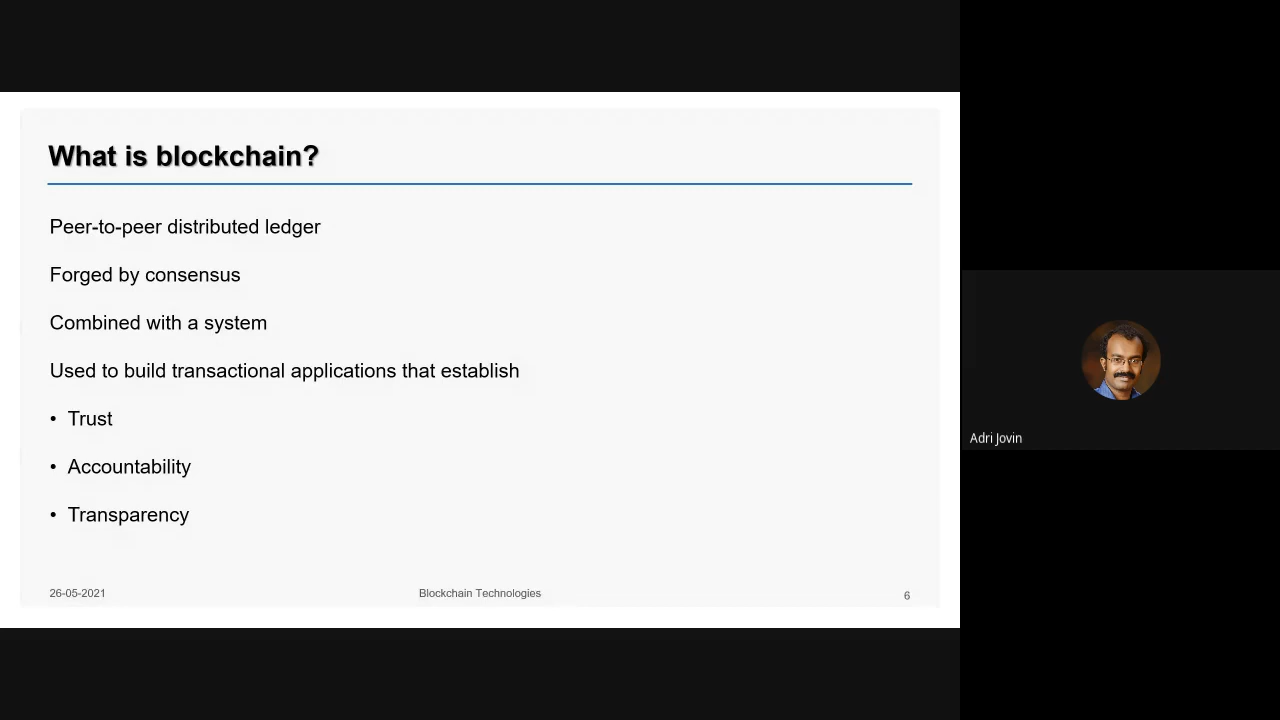 What is blockchain?
Peer-to-peer distributed ledger
Forged by consensus
Combined with a system
Used to build transactional applications that establish
• Trust
• Accountability
• Transparency
26-05-2021
Blockchain Technologies
6
Adri Jovin